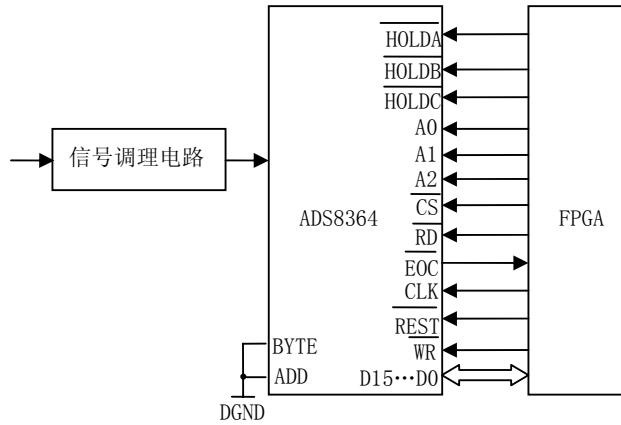 HOLDA
HOLDB
HOLDC
A0
A1
A2
CS
RD
EOC
CLK
REST
WR
D15···D0
信号调理电路
ADS8364
FPGA
BYTE
ADD
DGND